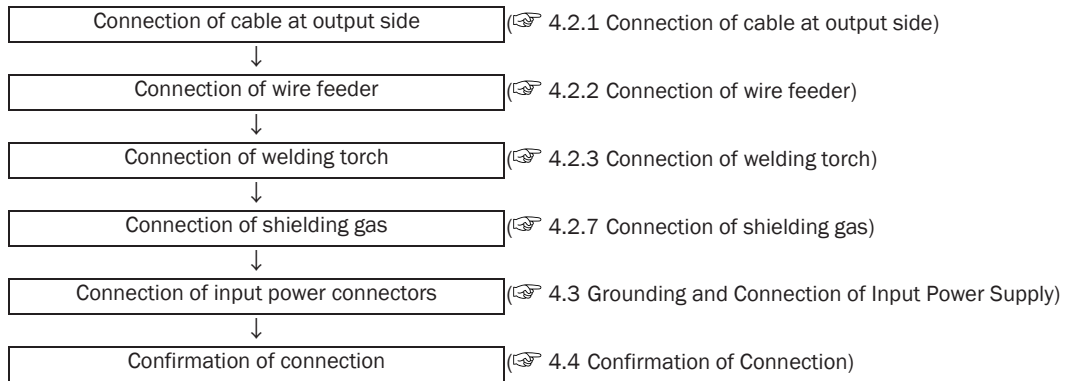 Connection of cable at output side (☞ 4.2.1 Connection of cable at output side)
↓
Connection of wire feeder (☞ 4.2.2 Connection of wire feeder)
↓
Connection of welding torch (☞ 4.2.3 Connection of welding torch)
↓
Connection of shielding gas (☞ 4.2.7 Connection of shielding gas)
↓
Connection of input power connectors (☞ 4.3 Grounding and Connection of Input Power Supply)
↓
Confirmation of connection (☞ 4.4 Confirmation of Connection)